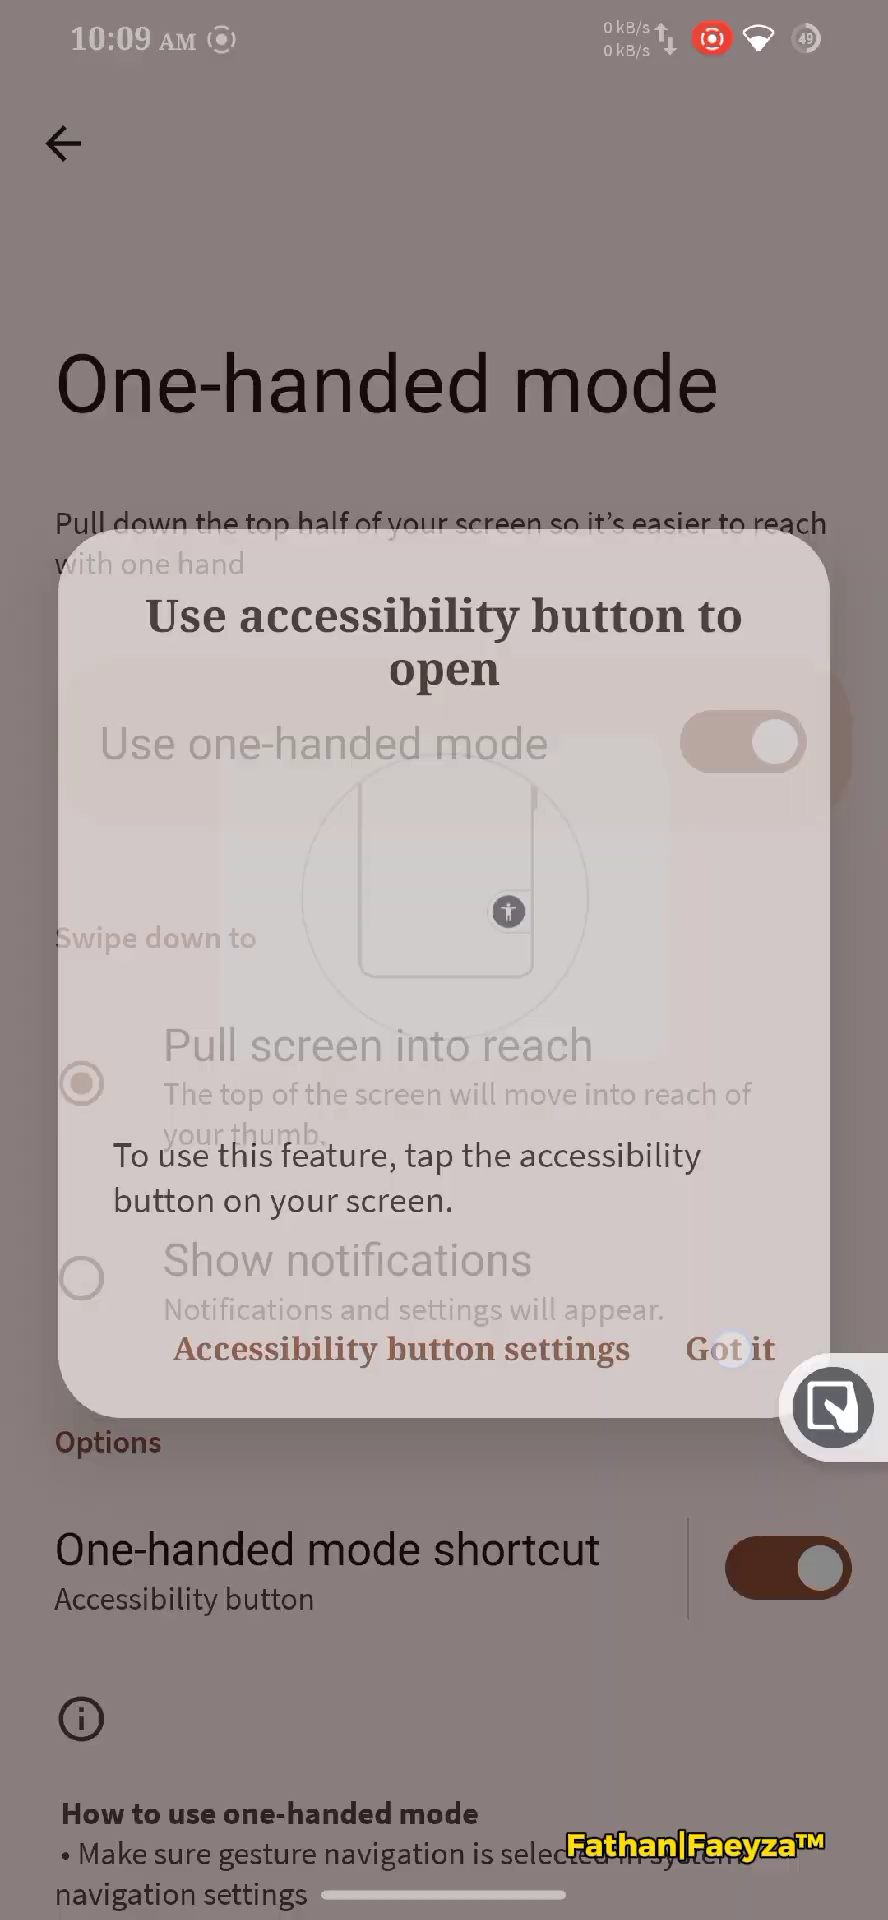 10:09 AM
0 kB/s
0 kB/s
49
One-handed mode
Pull down the top half of your screen so it's easier to reach
with one hand
Use accessibility button to
open
Use one-handed mode
Swipe down to
Pull screen into reach
The top of the screen will move into reach of
your thumb.
To use this feature, tap the accessibility
button on your screen.
Show notifications
Notifications and settings will appear.
Accessibility button settings
Got it
Options
One-handed mode shortcut
Accessibility button
How to use one-handed mode
• Make sure gesture navigation is selected in system
Fathan|Faeyza™
navigation settings